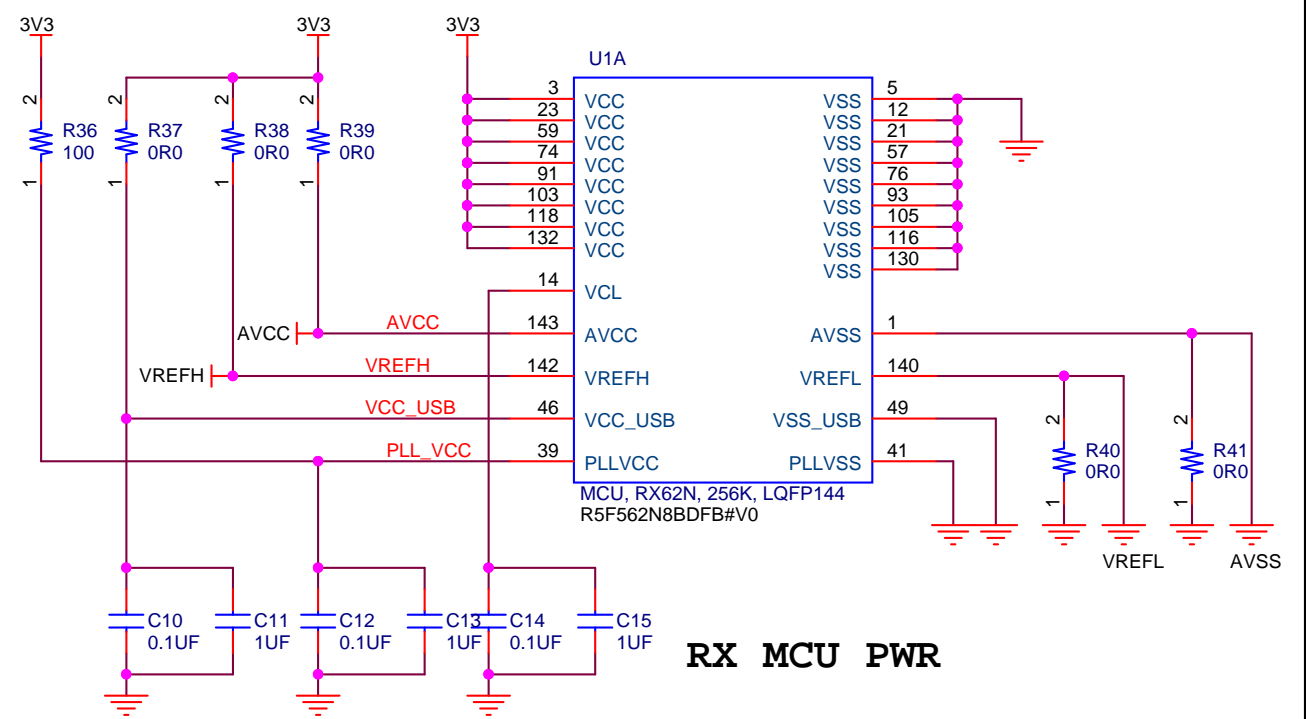 3V3
3V3
3V3
U1A
2
R36
100
1
2
R37
0R0
1
2
R38
0R0
1
2
R39
0R0
1
3 VCC VSS 5
23 VCC VSS 12
59 VCC VSS 21
74 VCC VSS 57
91 VCC VSS 76
103 VCC VSS 93
118 VCC VSS 105
132 VCC VSS 116
VSS 130
14 VCL
AVCC AVCC 143 AVCC AVSS 1
VREFH VREFH 142 VREFH VREFL 140
VCC_USB 46 VCC_USB VSS_USB 49
PLL_VCC 39 PLLVCC PLLVSS 41
MCU, RX62N, 256K, LQFP144
R5F562N8BDFB#V0
2
R40
0R0
1
2
R41
0R0
1
VREFL
AVSS
C10
0.1UF
C11
1UF
C12
0.1UF
C13
1UF
C14
0.1UF
C15
1UF
RX MCU PWR